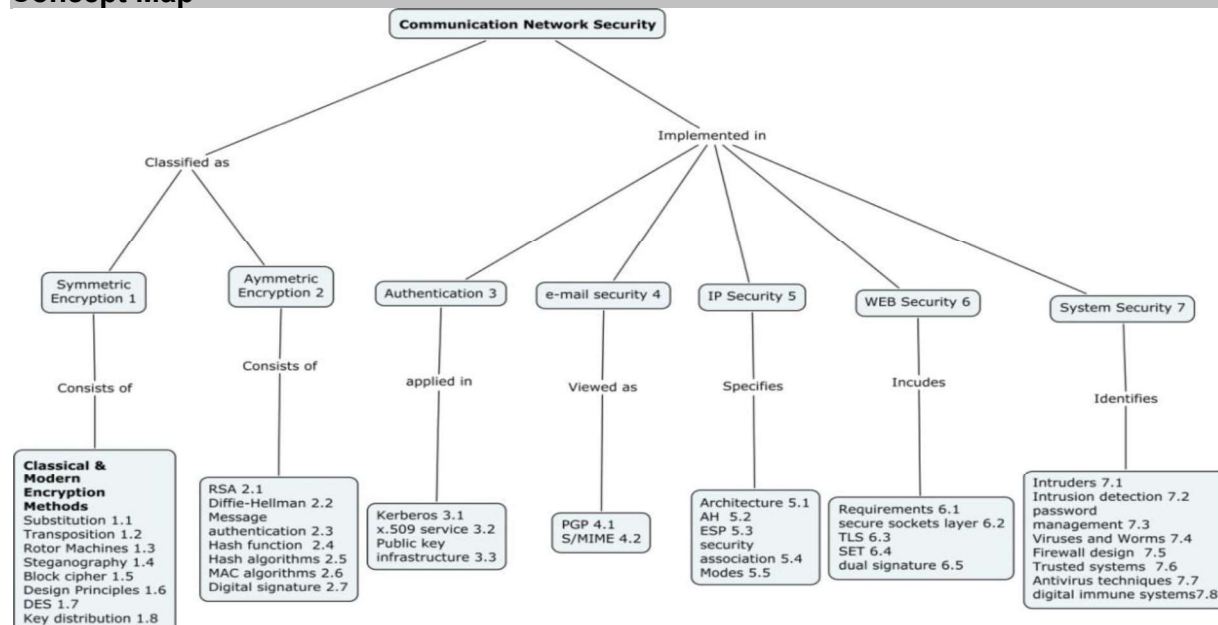 Concept Map
Communication Network Security
Classified as
Implemented in
Symmetric
Encryption 1
Aymmetric
Encryption 2
Authentication 3
e-mail security 4
IP Security 5
WEB Security 6
System Security 7
Consists of
Consists of
applied in
Viewed as
Specifies
Incudes
Identifies
Classical &
Modern
Encryption
Methods
Substitution 1.1
Transposition 1.2
Rotor Machines 1.3
Steganography 1.4
Block cipher 1.5
Design Principles 1.6
DES 1.7
Key distribution 1.8
RSA 2.1
Diffie-Hellman 2.2
Message
authentication 2.3
Hash function 2.4
Hash algorithms 2.5
MAC algorithms 2.6
Digital signature 2.7
Kerberos 3.1
x.509 service 3.2
Public key
infrastructure 3.3
PGP 4.1
S/MIME 4.2
Architecture 5.1
AH 5.2
ESP 5.3
security
association 5.4
Modes 5.5
Requirements 6.1
secure sockets layer 6.2
TLS 6.3
SET 6.4
dual signature 6.5
Intruders 7.1
Intrusion detection 7.2
password
management 7.3
Viruses and Worms 7.4
Firewall design 7.5
Trusted systems 7.6
Antivirus techniques 7.7
digital immune systems7.8